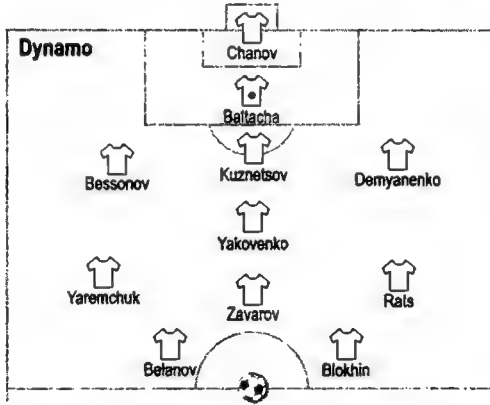 Dynamo
Chanov
Baltacha
Kuznetsov
Bessonov
Demyanenko
Yakovenko
Yaremchuk
Zavarov
Rats
Belanov
Blokhin